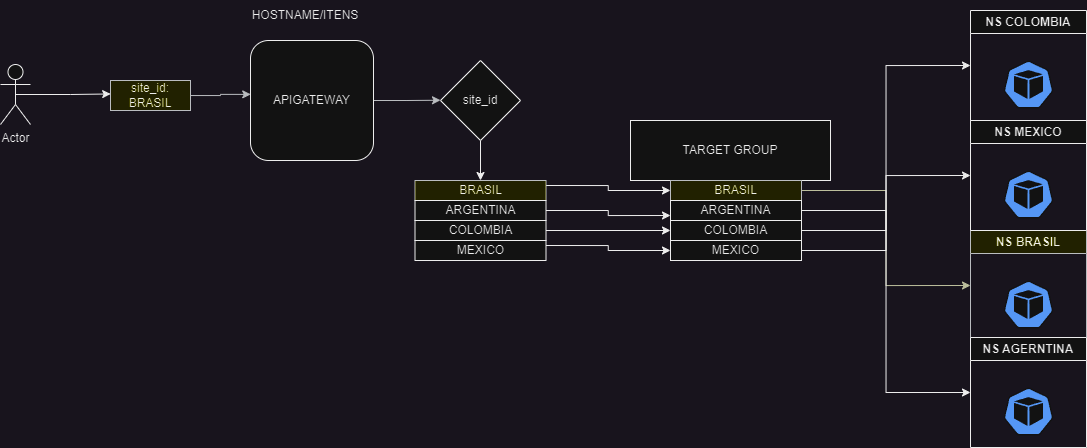 HOSTNAME/ITENS
Actor
site_id:
BRASIL
APIGATEWAY
site_id
BRASIL
ARGENTINA
COLOMBIA
MEXICO
TARGET GROUP
BRASIL
ARGENTINA
COLOMBIA
MEXICO
NS COLOMBIA
NS MEXICO
NS BRASIL
NS AGERNTINA